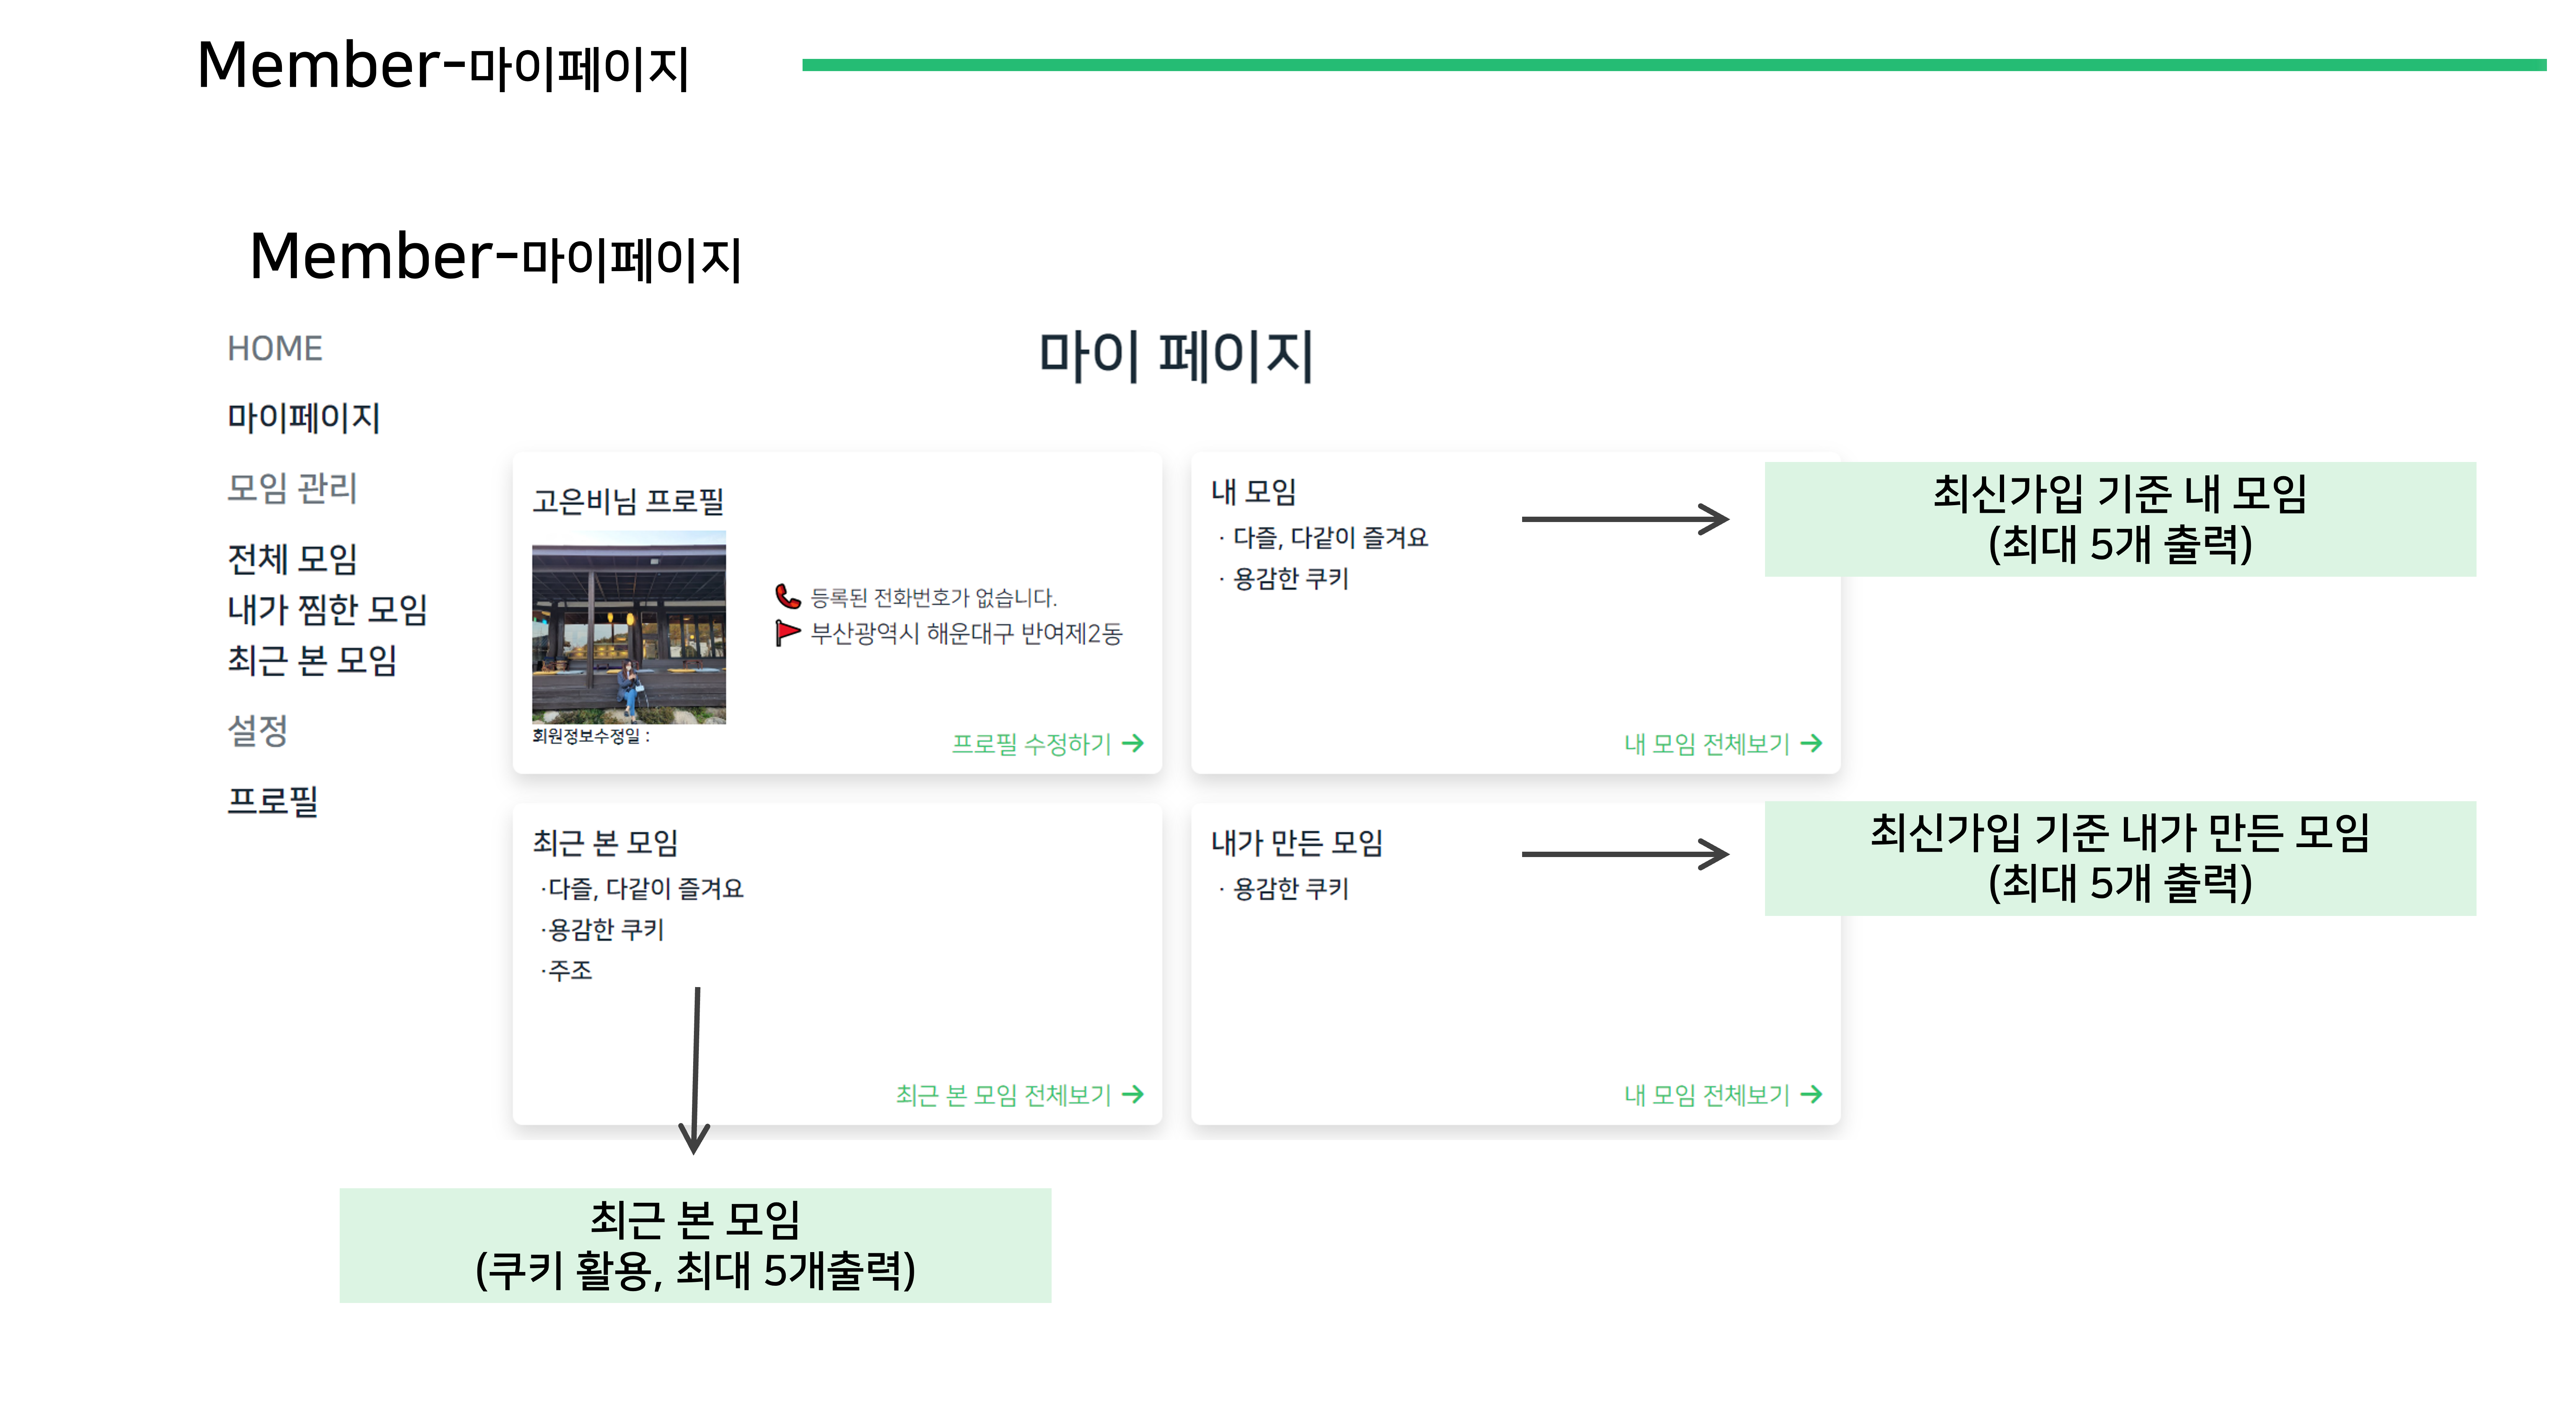 Member-마이페이지
Member-마이페이지
HOME
마이페이지
모임 관리
전체 모임
내가 찜한 모임
최근 본 모임
설정
프로필
마이 페이지
고은비님 프로필
등록된 전화번호가 없습니다.
부산광역시 해운대구 반여제2동
회원정보수정일 :
프로필 수정하기 →
내 모임
· 다즐, 다같이 즐겨요
· 용감한 쿠키
내 모임 전체보기 →
최신가입 기준 내 모임
(최대 5개 출력)
최근 본 모임
·다즐, 다같이 즐겨요
·용감한 쿠키
·주조
최근 본 모임 전체보기 →
내가 만든 모임
· 용감한 쿠키
내 모임 전체보기 →
최신가입 기준 내가 만든 모임
(최대 5개 출력)
최근 본 모임
(쿠키 활용, 최대 5개출력)